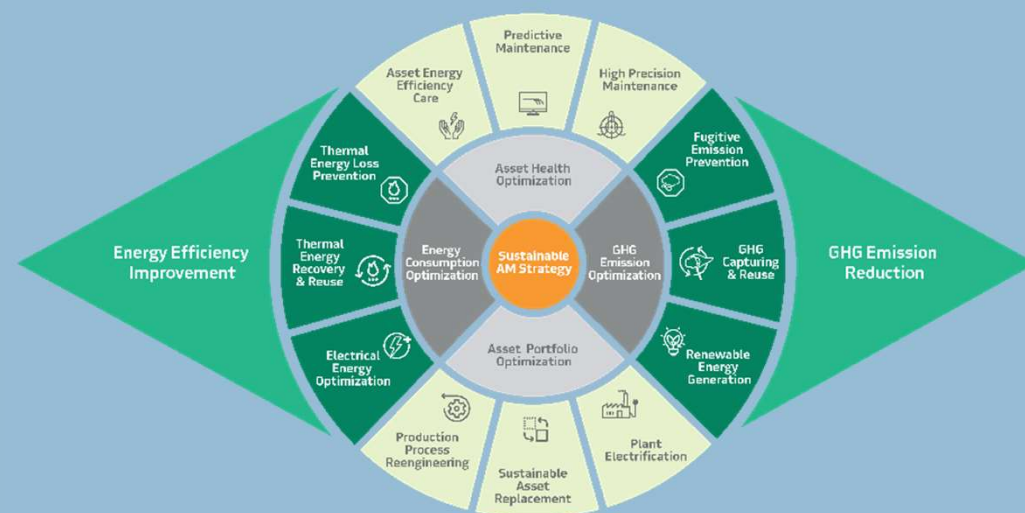 Predictive
Maintenance
Asset Energy
Efficiency
Care
High Precision
Maintenance
Thermal
Energy Loss
Prevention
Fugitive
Emission
Prevention
Asset Health
Optimization
Energy Efficiency
Improvement
Thermal
Energy
Recovery
& Reuse
Energy
Consumption
Optimization
Sustainable
AM Strategy
GHG
Emission
Optimization
GHG
Capturing
& Reuse
GHG Emission
Reduction
Electrical
Energy
Optimization
Asset Portfolio
Optimization
Renewable
Energy
Generation
Production
Process
Reengineering
Sustainable
Asset
Replacement
Plant
Electrification